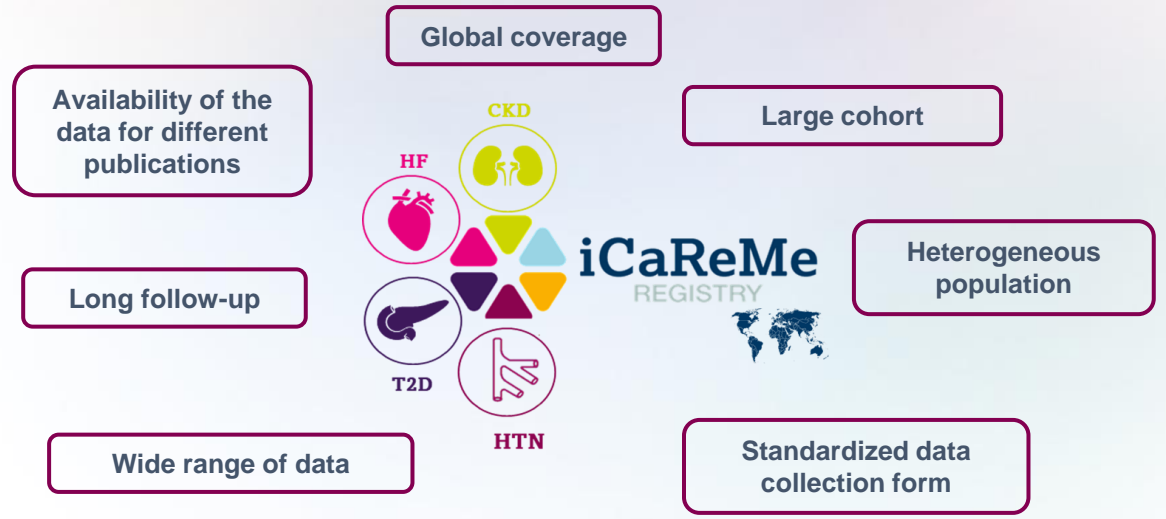 Global coverage
Availability of the
data for different
publications
Large cohort
CKD
HF
iCaReMe
REGISTRY
Heterogeneous
population
Long follow-up
T2D
HTN
Wide range of data
Standardized data
collection form